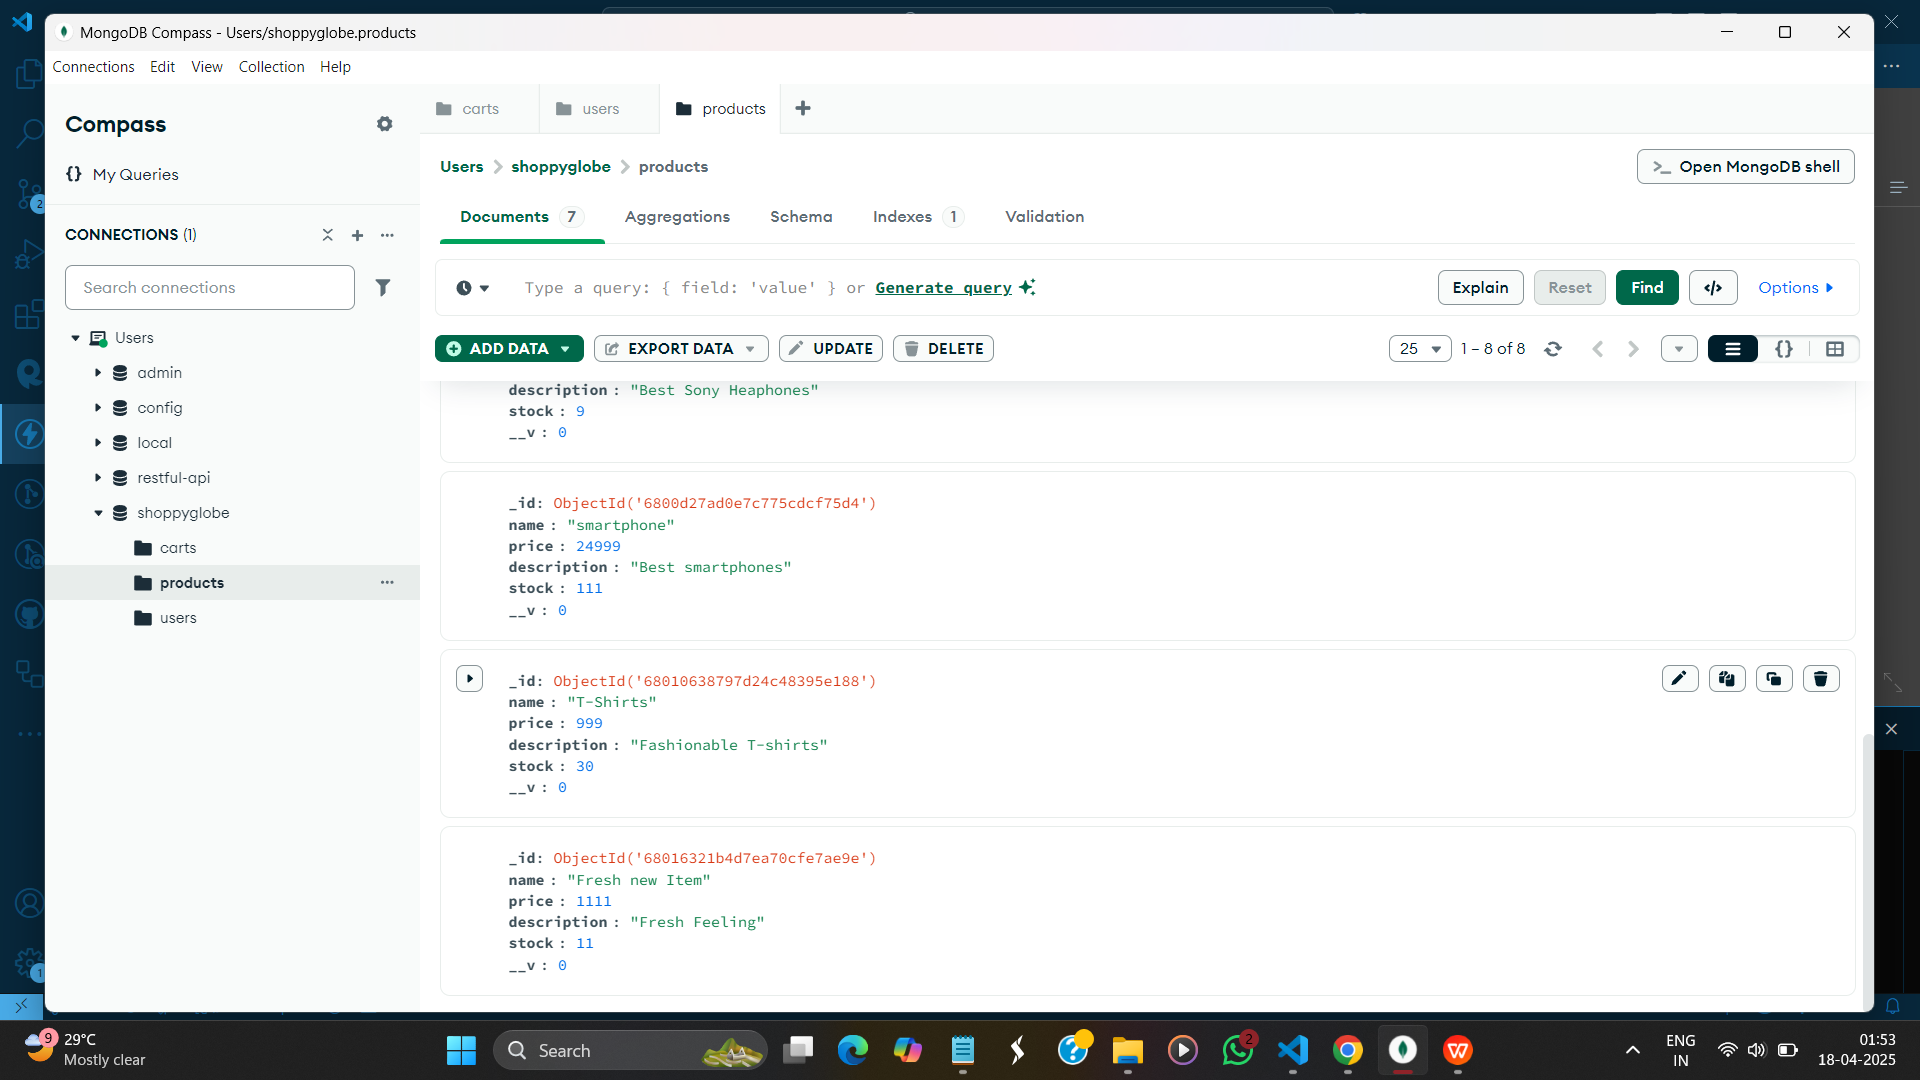 MongoDB Compass - Users/shoppyglobe.products
Connections Edit View Collection Help
Compass
My Queries
CONNECTIONS (1)
Search connections
Users
admin
config
local
restful-api
shoppyglobe
carts
products
users
carts users products
Users > shoppyglobe > products
>_ Open MongoDB shell
Documents 7 Aggregations Schema Indexes 1 Validation
Type a query: { field: 'value' } or Generate query
Explain Reset Find </> Options
ADD DATA EXPORT DATA UPDATE DELETE
25 1 – 8 of 8
description : "Best Sony Heaphones"
stock : 9
__v : 0
_id: ObjectId('6800d27ad0e7c775cdcf75d4')
name : "smartphone"
price : 24999
description : "Best smartphones"
stock : 111
__v : 0
_id: ObjectId('68010638797d24c48395e188')
name : "T-Shirts"
price : 999
description : "Fashionable T-shirts"
stock : 30
__v : 0
_id: ObjectId('68016321b4d7ea70cfe7ae9e')
name : "Fresh new Item"
price : 1111
description : "Fresh Feeling"
stock : 11
__v : 0
2
1
9
29°C
Mostly clear
Search
2
ENG
IN
01:53
18-04-2025